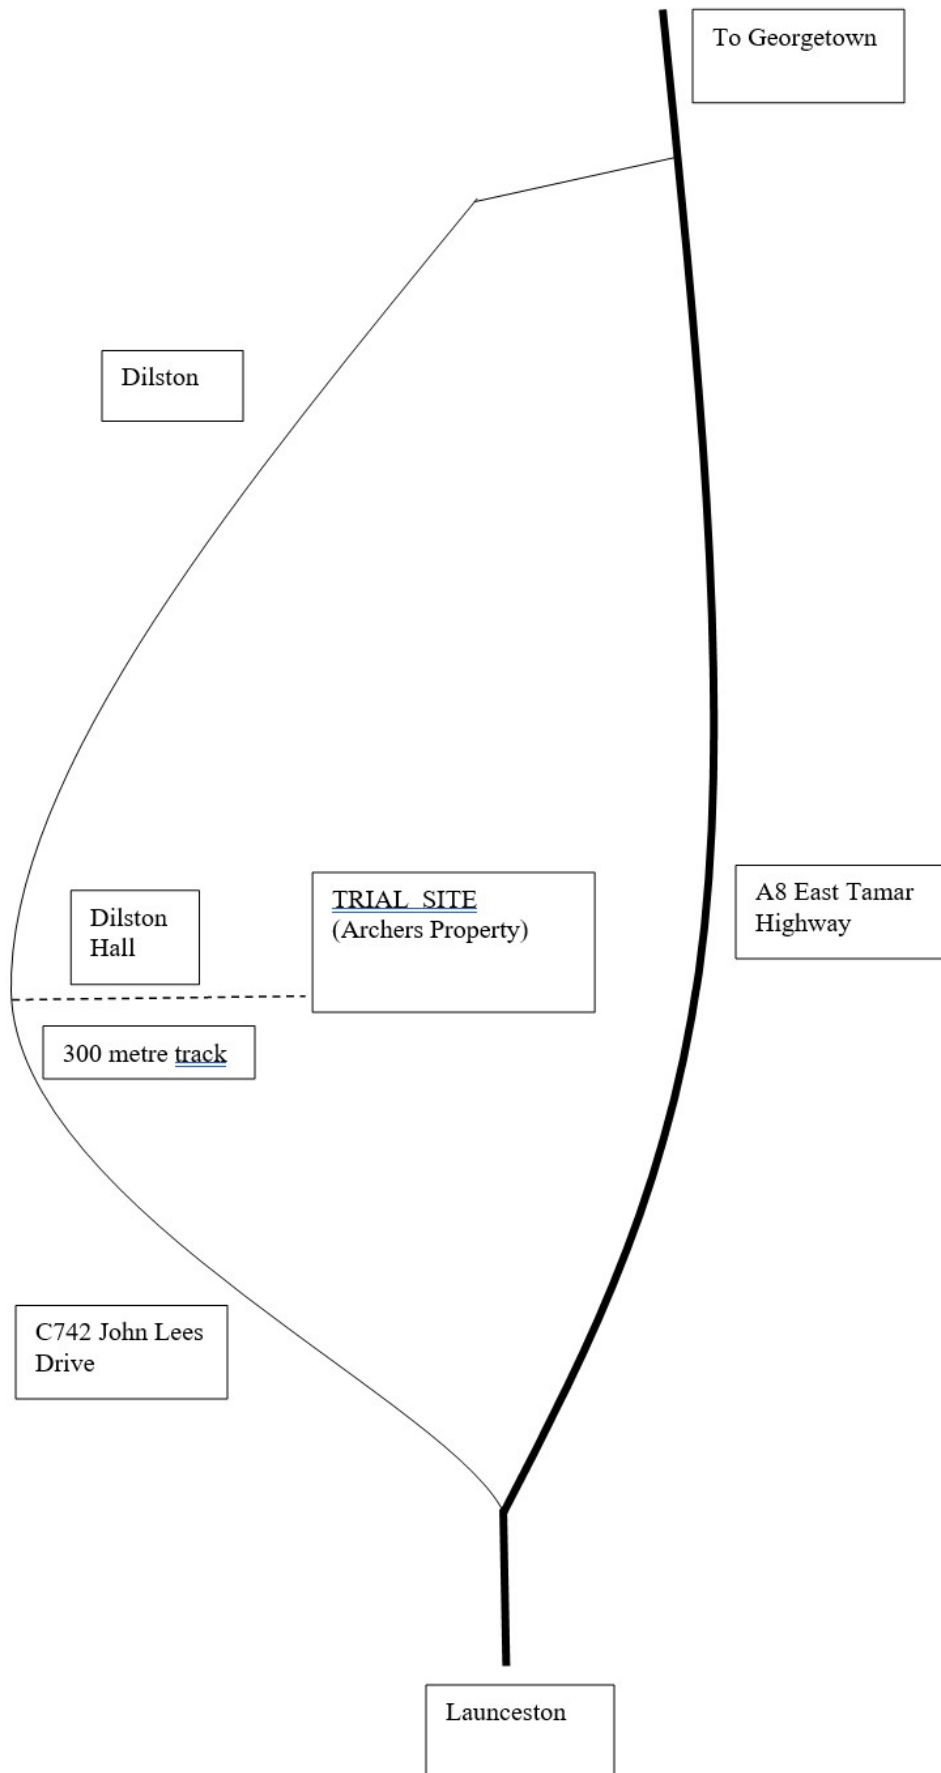 To Georgetown
Dilston
Dilston
Hall
TRIAL  SITE
(Archers Property)
A8 East Tamar
Highway
300 metre track
C742 John Lees
Drive
Launceston